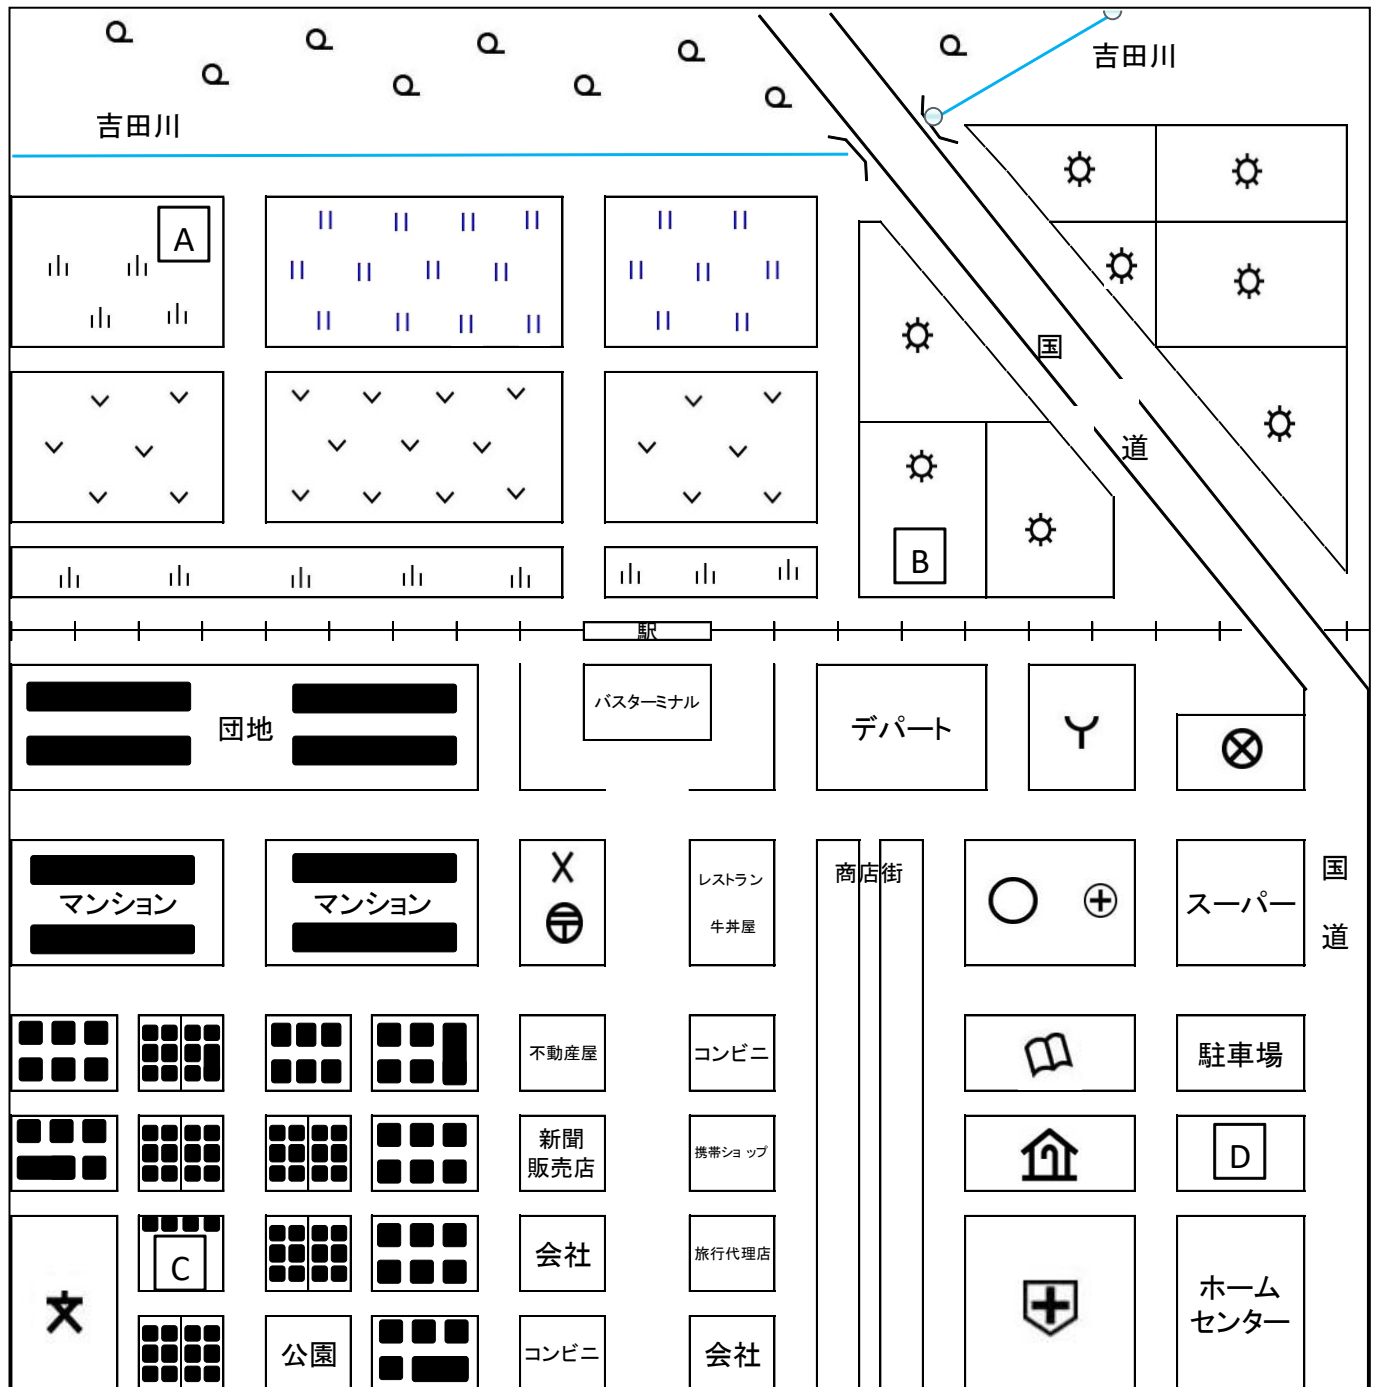 吉田川
吉田川
A
国
道
B
駅
バスターミナル
団地
デパート
マンション
マンション
レストラン
牛丼屋
商店街
スーパー
国
道
不動産屋
コンビニ
駐車場
新聞
販売店
携帯ショップ
D
C
会社
旅行代理店
ホーム
センター
公園
コンビニ
会社